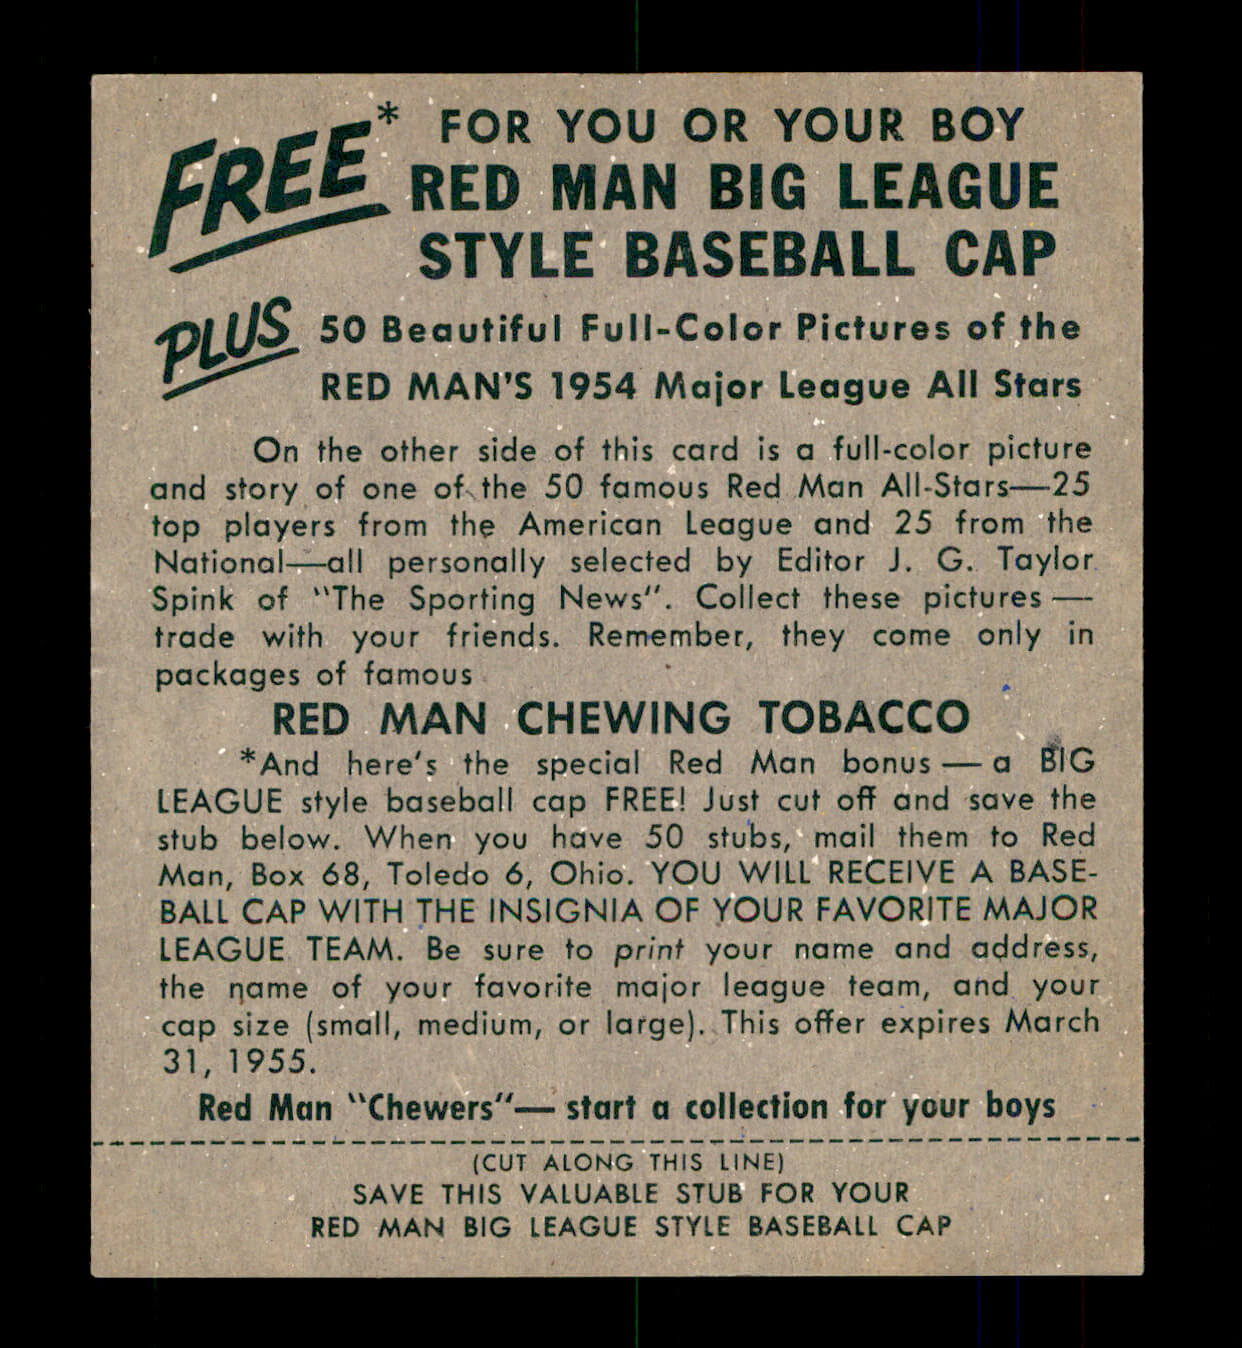 FREE* FOR YOU OR YOUR BOY
RED MAN BIG LEAGUE
STYLE BASEBALL CAP
PLUS 50 Beautiful Full-Color Pictures of the
RED MAN'S 1954 Major League All Stars
On the other side of this card is a full-color picture
and story of one of the 50 famous Red Man All-Stars—25
top players from the American League and 25 from the
National—all personally selected by Editor J. G. Taylor
Spink of "The Sporting News". Collect these pictures —
trade with your friends. Remember, they come only in
packages of famous
RED MAN CHEWING TOBACCO
*And here's the special Red Man bonus — a BIG
LEAGUE style baseball cap FREE! Just cut off and save the
stub below. When you have 50 stubs, mail them to Red
Man, Box 68, Toledo 6, Ohio. YOU WILL RECEIVE A BASE-
BALL CAP WITH THE INSIGNIA OF YOUR FAVORITE MAJOR
LEAGUE TEAM. Be sure to print your name and address,
the name of your favorite major league team, and your
cap size (small, medium, or large). This offer expires March
31, 1955.
Red Man "Chewers"— start a collection for your boys
(CUT ALONG THIS LINE)
SAVE THIS VALUABLE STUB FOR YOUR
RED MAN BIG LEAGUE STYLE BASEBALL CAP